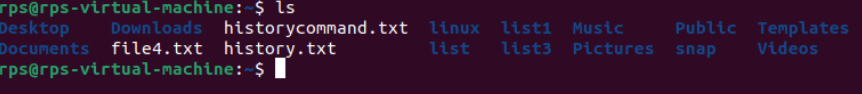 rps@rps-virtual-machine:~$ ls
Desktop Downloads historycommand.txt linux list1 Music Public Templates
Documents file4.txt history.txt list list3 Pictures snap Videos
rps@rps-virtual-machine:~$